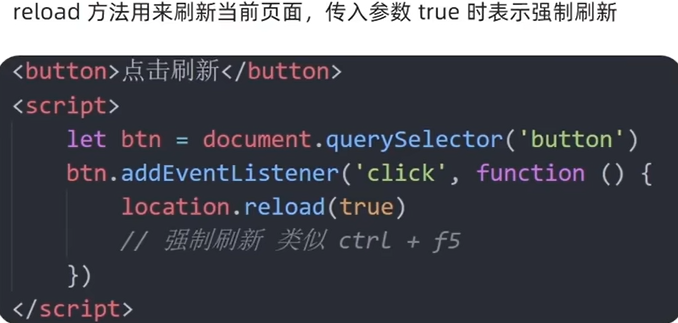 reload 方法用来刷新当前页面，传入参数 true 时表示强制刷新
<button>点击刷新</button>
<script>
    let btn = document.querySelector('button')
    btn.addEventListener('click', function () {
        location.reload(true)
        // 强制刷新 类似 ctrl + f5
    })
</script>